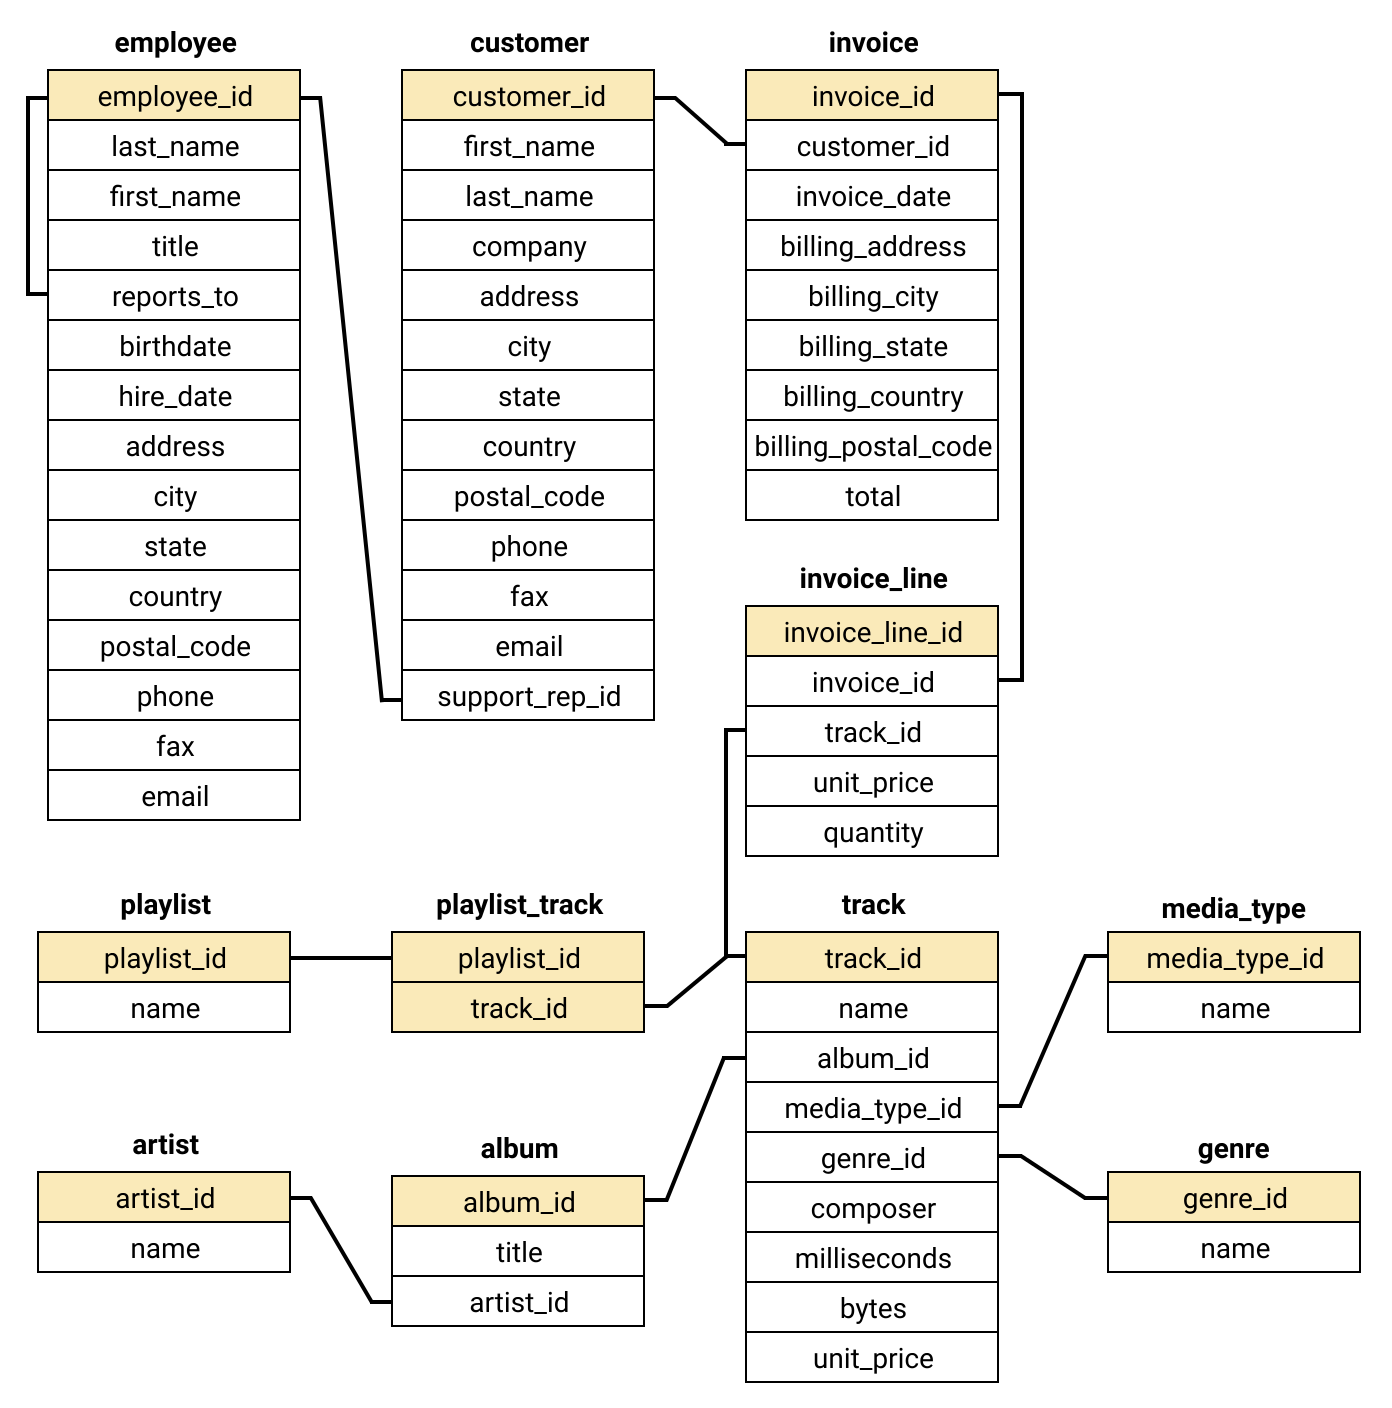 employee
employee_id
last_name
first_name
title
reports_to
birthdate
hire_date
address
city
state
country
postal_code
phone
fax
email
customer
customer_id
first_name
last_name
company
address
city
state
country
postal_code
phone
fax
email
support_rep_id
invoice
invoice_id
customer_id
invoice_date
billing_address
billing_city
billing_state
billing_country
billing_postal_code
total
invoice_line
invoice_line_id
invoice_id
track_id
unit_price
quantity
playlist
playlist_id
name
playlist_track
playlist_id
track_id
track
track_id
name
album_id
media_type_id
genre_id
composer
milliseconds
bytes
unit_price
media_type
media_type_id
name
artist
artist_id
name
album
album_id
title
artist_id
genre
genre_id
name